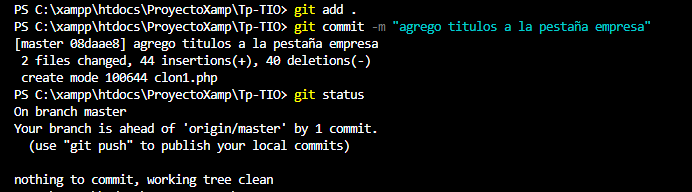 PS C:\xampp\htdocs\ProyectoXamp\Tp-TIO> git add .
PS C:\xampp\htdocs\ProyectoXamp\Tp-TIO> git commit -m "agrego titulos a la pestaña empresa"
[master 08daae8] agrego titulos a la pestaña empresa
 2 files changed, 44 insertions(+), 40 deletions(-)
 create mode 100644 clon1.php
PS C:\xampp\htdocs\ProyectoXamp\Tp-TIO> git status
On branch master
Your branch is ahead of 'origin/master' by 1 commit.
  (use "git push" to publish your local commits)

nothing to commit, working tree clean